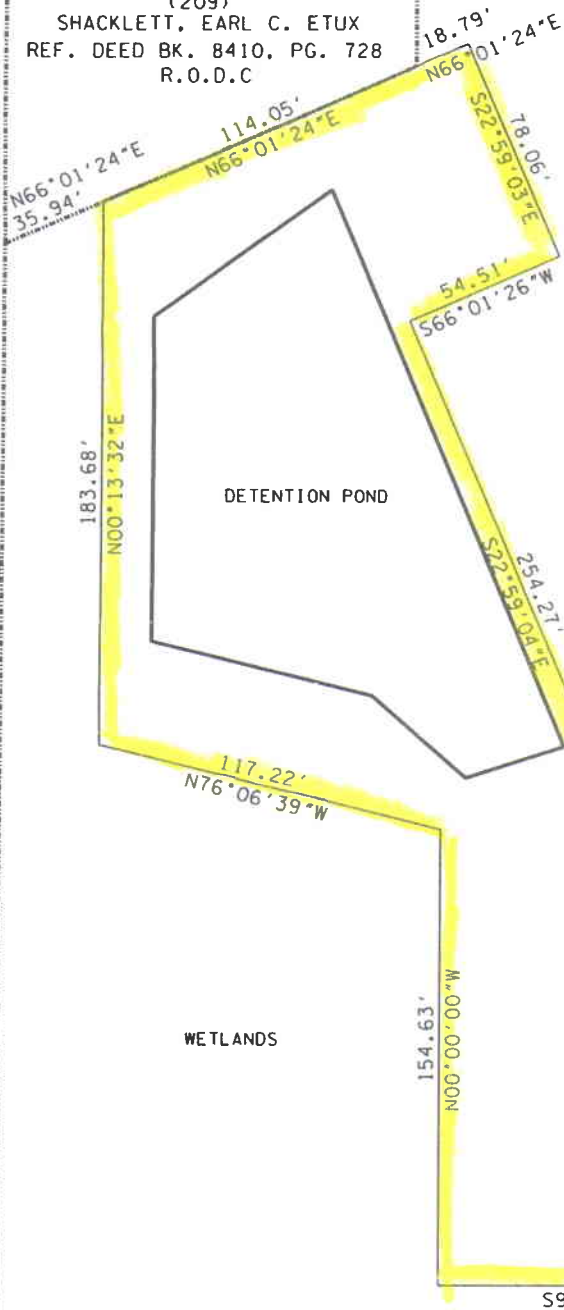 (209)
SHACKLETT, EARL C. ETUX
REF. DEED BK. 8410, PG. 728
R.O.D.C
18.79'
N66°01'24"E
114.05'
N66°01'24"E
N66°01'24"E
35.94'
78.06'
S22°59'03"E
54.51'
S66°01'26"W
183.68'
N00°13'32"E
DETENTION POND
254.27'
S22°59'04"E
117.22'
N76°06'39"W
WETLANDS
154.63'
N00°00'00"W
S9